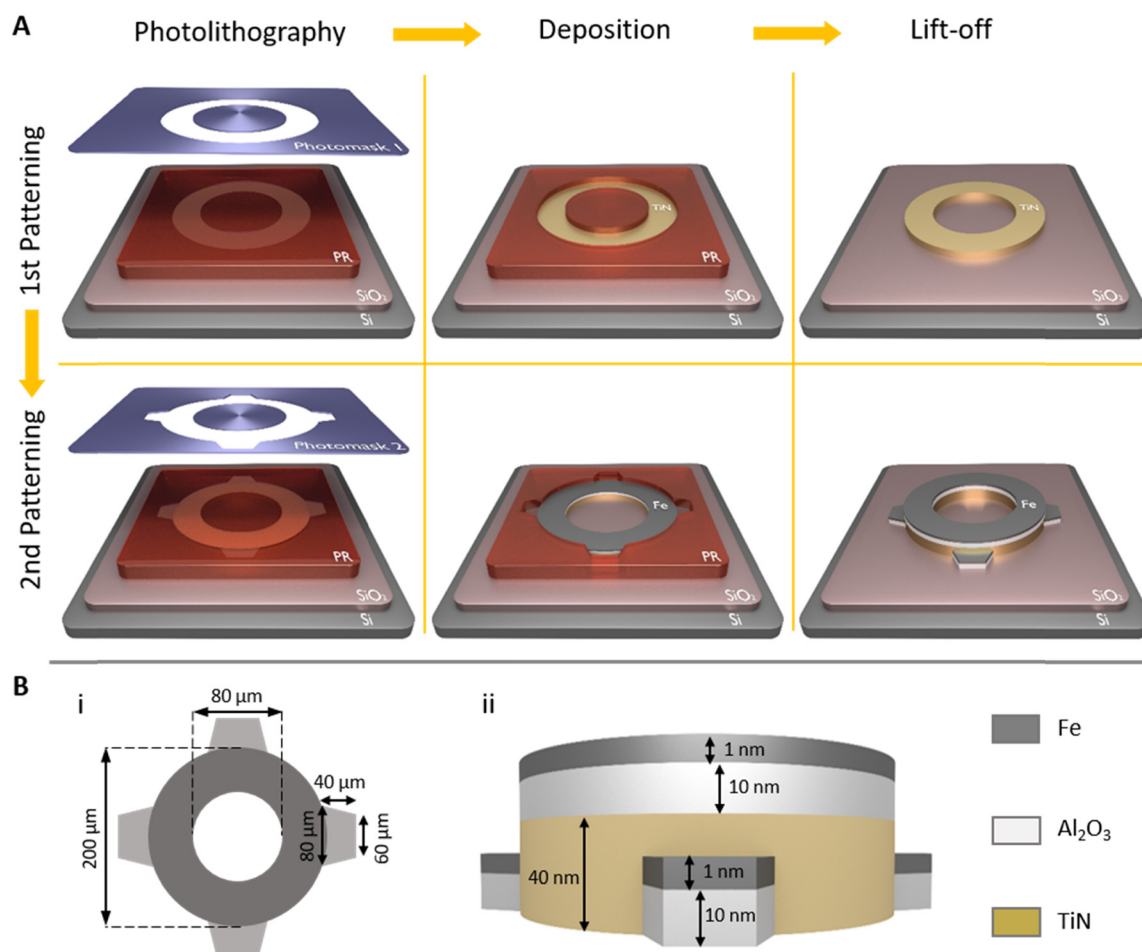 A
Photolithography
Deposition
Lift-off
1st Patterning
Photomask 1
PR
SiO₂
Si
TiN
PR
SiO₂
Si
TiN
SiO₂
Si
2nd Patterning
Photomask 2
PR
SiO₂
Si
Fe
PR
SiO₂
Si
Fe
SiO₂
Si
B
i
80 µm
200 µm
40 µm
80 µm
60 µm
ii
1 nm
10 nm
40 nm
1 nm
10 nm
Fe
Al₂O₃
TiN